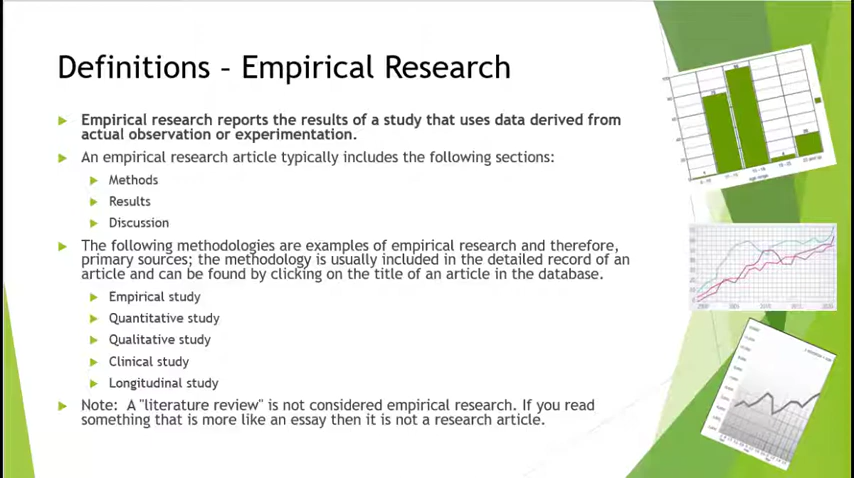 Definitions – Empirical Research
Empirical research reports the results of a study that uses data derived from
actual observation or experimentation.
An empirical research article typically includes the following sections:
Methods
Results
Discussion
The following methodologies are examples of empirical research and therefore,
primary sources; the methodology is usually included in the detailed record of an
article and can be found by clicking on the title of an article in the database.
Empirical study
Quantitative study
Qualitative study
Clinical study
Longitudinal study
Note:  A "literature review" is not considered empirical research. If you read
something that is more like an essay then it is not a research article.
age range